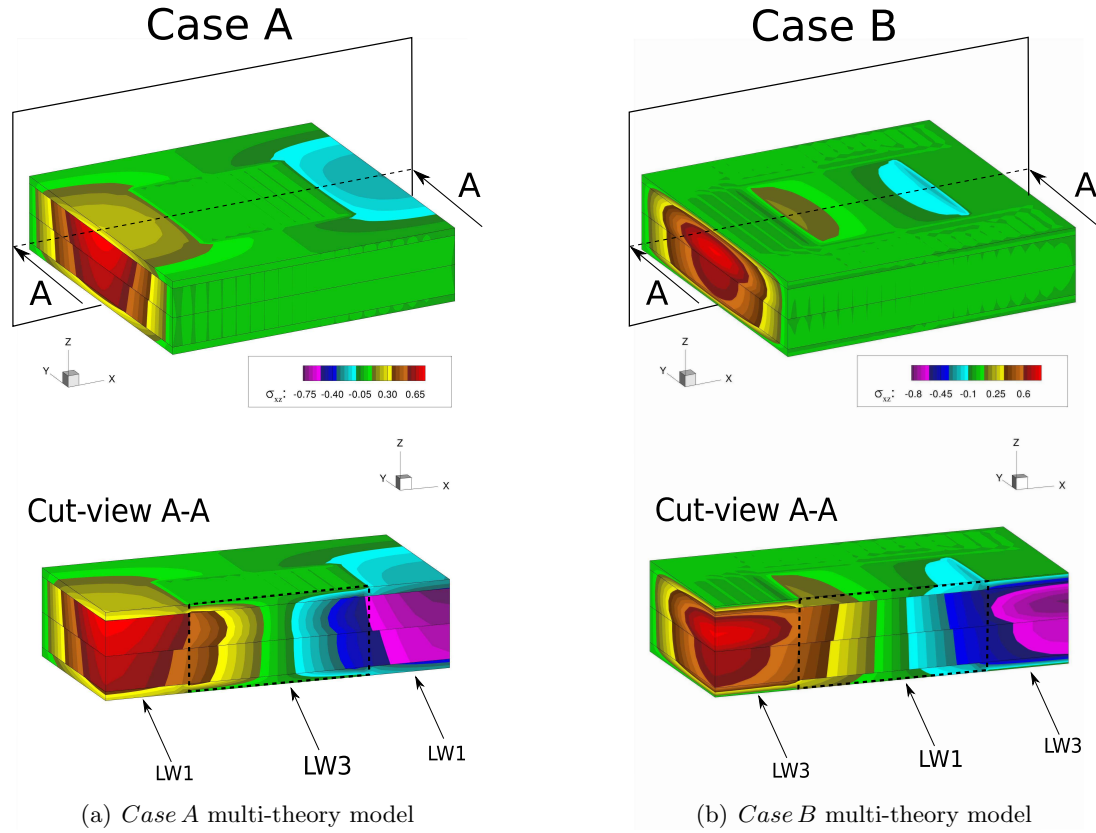 Case A
Case B
A
A
A
A
Z
Y
X
Z
Y
X
σxz:
-0.75 -0.40 -0.05 0.30 0.65
σxz:
-0.8 -0.45 -0.1 0.25 0.6
Z
Y
X
Z
Y
X
Cut-view A-A
Cut-view A-A
LW1
LW3
LW1
LW3
LW1
LW3
(a) Case A multi-theory model
(b) Case B multi-theory model